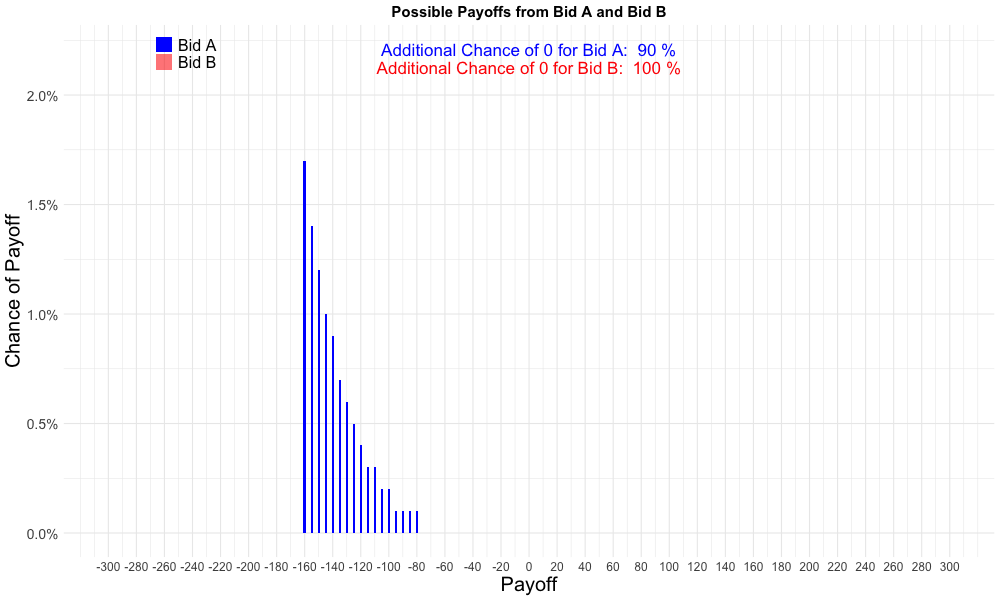 Possible Payoffs from Bid A and Bid B
Bid A
Bid B
Additional Chance of 0 for Bid A:  90 %
Additional Chance of 0 for Bid B:  100 %
Chance of Payoff
2.0%
1.5%
1.0%
0.5%
0.0%
-300 -280 -260 -240 -220 -200 -180 -160 -140 -120 -100 -80 -60 -40 -20 0 20 40 60 80 100 120 140 160 180 200 220 240 260 280 300
Payoff